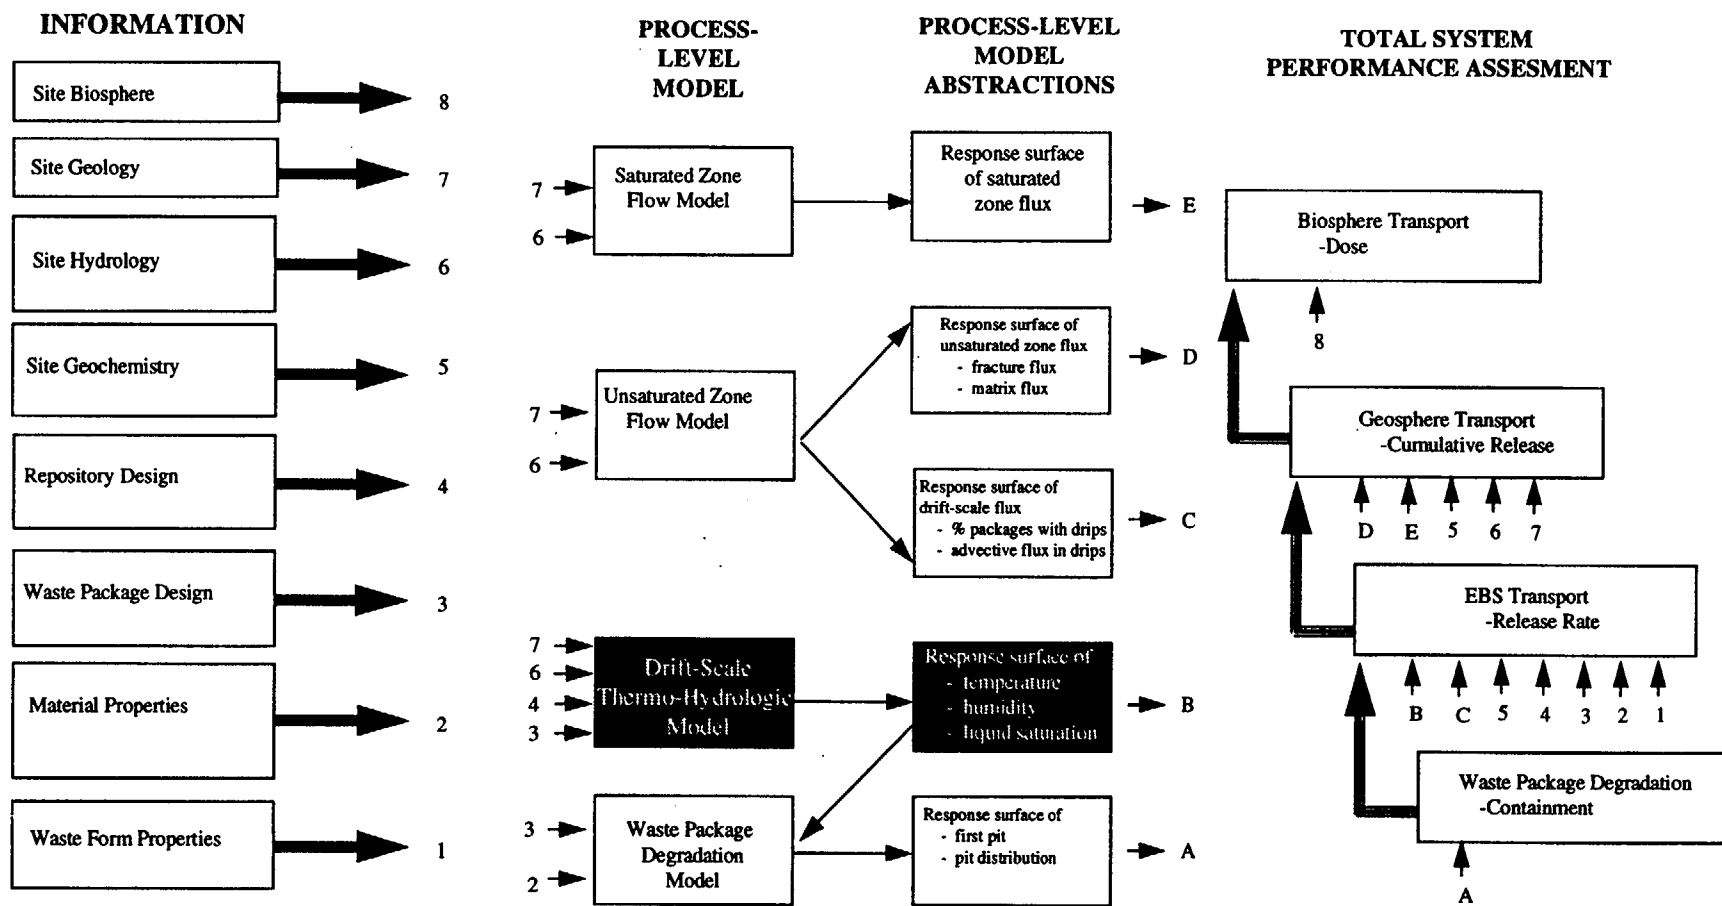 INFORMATION
Site Biosphere
8
Site Geology
7
Site Hydrology
6
Site Geochemistry
5
Repository Design
4
Waste Package Design
3
Material Properties
2
Waste Form Properties
1
PROCESS-
LEVEL
MODEL
7
6
Saturated Zone
Flow Model
7
6
Unsaturated Zone
Flow Model
7
6
4
3
Drift-Scale
Thermo-Hydrologic
Model
3
2
Waste Package
Degradation
Model
PROCESS-LEVEL
MODEL
ABSTRACTIONS
Response surface
of saturated
zone flux
E
Response surface of
unsaturated zone flux
- fracture flux
- matrix flux
D
Response surface of
drift-scale flux
- % packages with drips
- advective flux in drips
C
Response surface of
- temperature
- humidity
- liquid saturation
B
Response surface of
- first pit
- pit distribution
A
TOTAL SYSTEM
PERFORMANCE ASSESMENT
Biosphere Transport
-Dose
8
Geosphere Transport
-Cumulative Release
D E 5 6 7
EBS Transport
-Release Rate
B C 5 4 3 2 1
Waste Package Degradation
-Containment
A